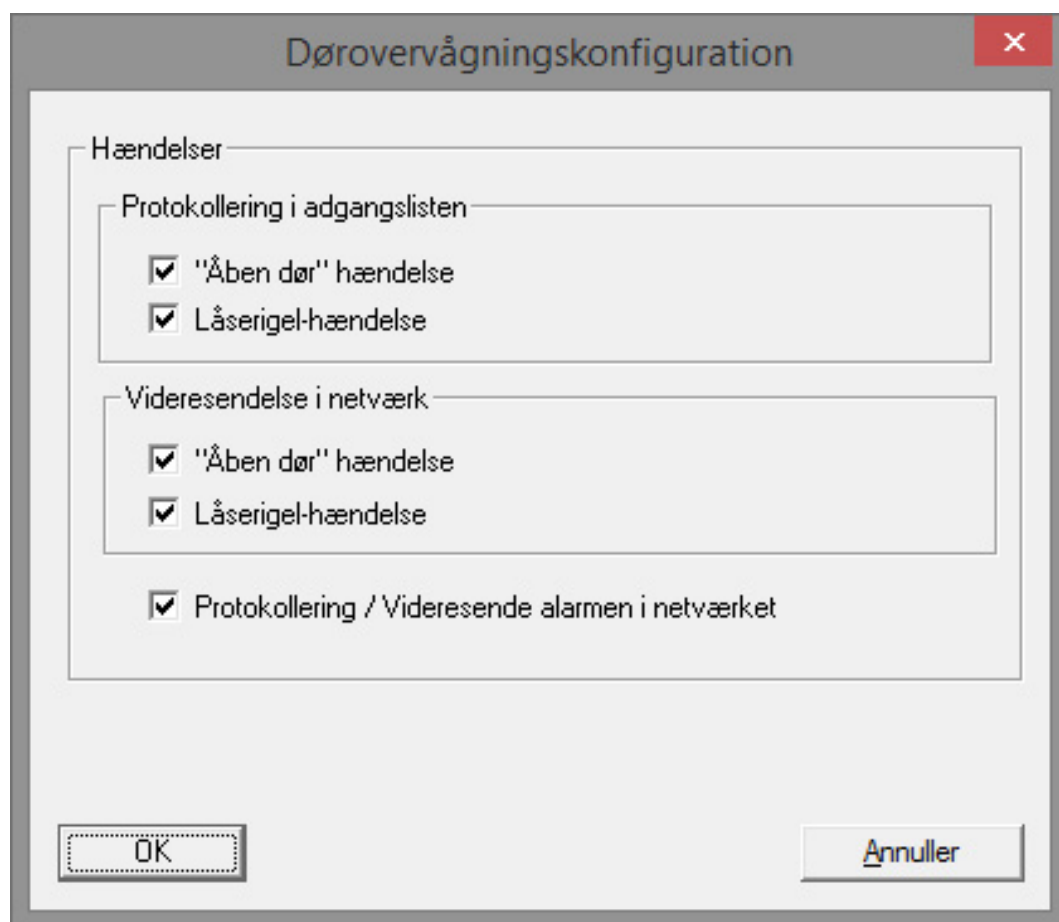 Dørovervågningskonfiguration
Hændelser
Protokollering i adgangslisten
"Åben dør" hændelse
Låserigel-hændelse
Videresendelse i netværk
"Åben dør" hændelse
Låserigel-hændelse
Protokollering / Videresende alarmen i netværket
OK
Annuller